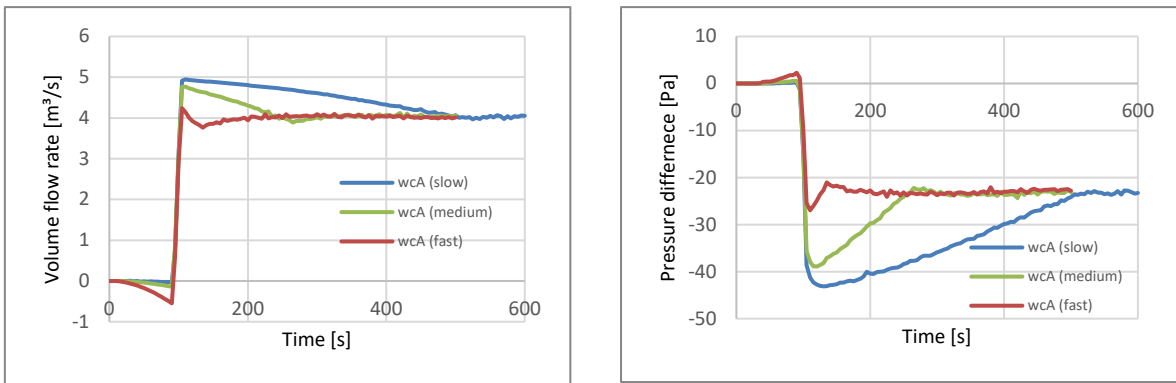 Volume flow rate [m³/s]
6
5
4
3
2
1
0
-1
0
200
400
600
Time [s]
wcA (slow)
wcA (medium)
wcA (fast)
Pressure differnece [Pa]
10
0
-10
-20
-30
-40
-50
0
200
400
600
Time [s]
wcA (slow)
wcA (medium)
wcA (fast)